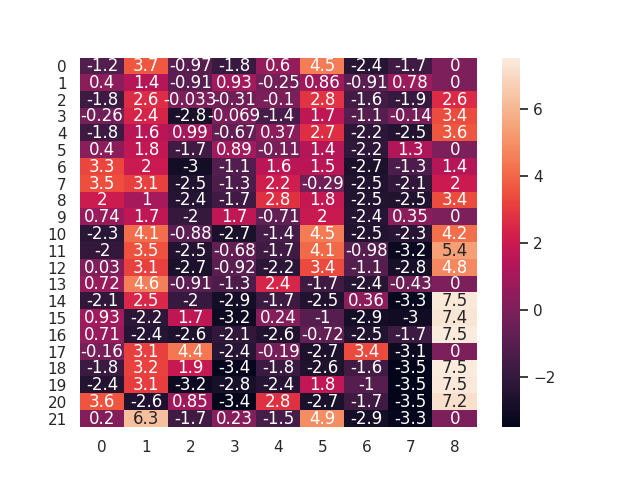 0 -1.2 3.7 -0.97 -1.8 0.6 4.5 -2.4 -1.7 0
1 0.4 1.4 -0.91 0.93 -0.25 0.86 -0.91 0.78 0
2 -1.8 2.6 -0.033 -0.31 -0.1 2.8 -1.6 -1.9 2.6
3 -0.26 2.4 -2.8 -0.069 -1.4 1.7 -1.1 -0.14 3.4
4 -1.8 1.6 0.99 -0.67 0.37 2.7 -2.2 -2.5 3.6
5 0.4 1.8 -1.7 0.89 -0.11 1.4 -2.2 1.3 0
6 3.3 2 -3 -1.1 1.6 1.5 -2.7 -1.3 1.4
7 3.5 3.1 -2.5 -1.3 2.2 -0.29 -2.5 -2.1 2
8 2 1 -2.4 -1.7 2.8 1.8 -2.5 -2.5 3.4
9 0.74 1.7 -2 1.7 -0.71 2 -2.4 0.35 0
10 -2.3 4.1 -0.88 -2.7 -1.4 4.5 -2.5 -2.3 4.2
11 -2 3.5 -2.5 -0.68 -1.7 4.1 -0.98 -3.2 5.4
12 0.03 3.1 -2.7 -0.92 -2.2 3.4 -1.1 -2.8 4.8
13 0.72 4.6 -0.91 -1.3 2.4 -1.7 -2.4 -0.43 0
14 -2.1 2.5 -2 -2.9 -1.7 -2.5 0.36 -3.3 7.5
15 0.93 -2.2 1.7 -3.2 0.24 -1 -2.9 -3 7.4
16 0.71 -2.4 -2.6 -2.1 -2.6 -0.72 -2.5 -1.7 7.5
17 -0.16 3.1 4.4 -2.4 -0.19 -2.7 3.4 -3.1 0
18 -1.8 3.2 1.9 -3.4 -1.8 -2.6 -1.6 -3.5 7.5
19 -2.4 3.1 -3.2 -2.8 -2.4 1.8 -1 -3.5 7.5
20 3.6 -2.6 0.85 -3.4 2.8 -2.7 -1.7 -3.5 7.2
21 0.2 6.3 -1.7 0.23 -1.5 4.9 -2.9 -3.3 0
0 1 2 3 4 5 6 7 8
6
4
2
0
−2